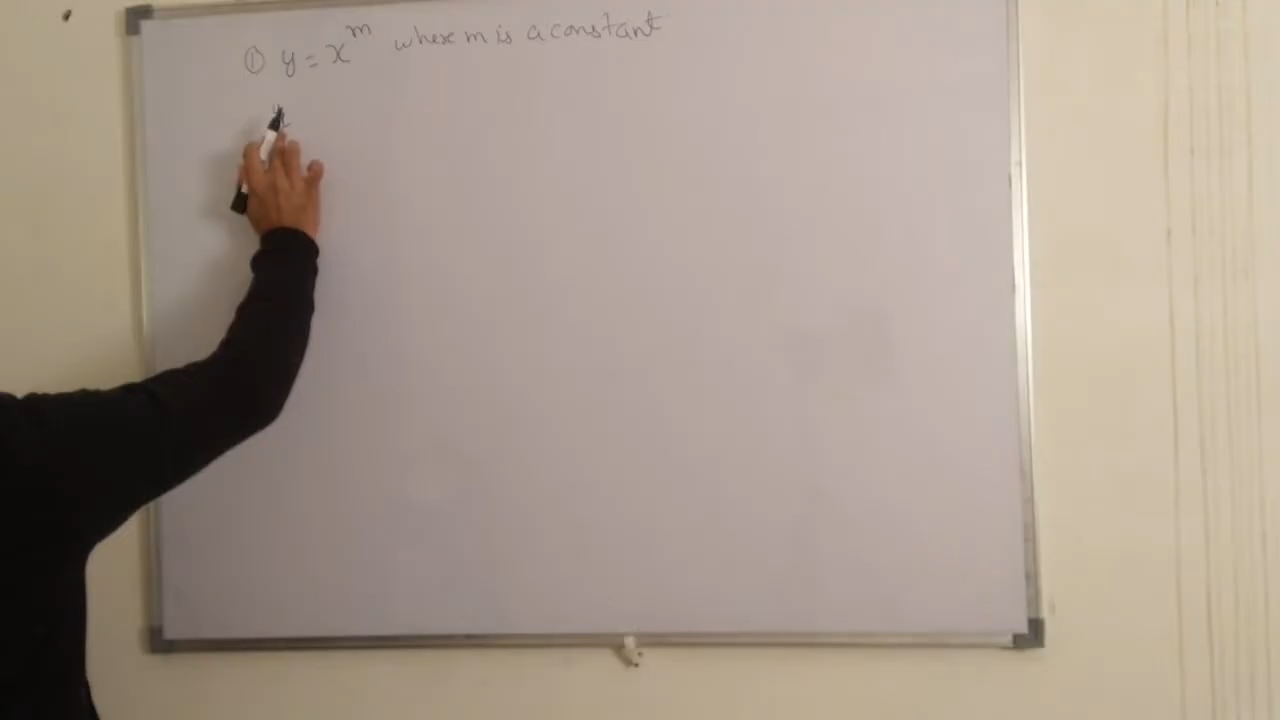 ① y = x^m where m is a constant